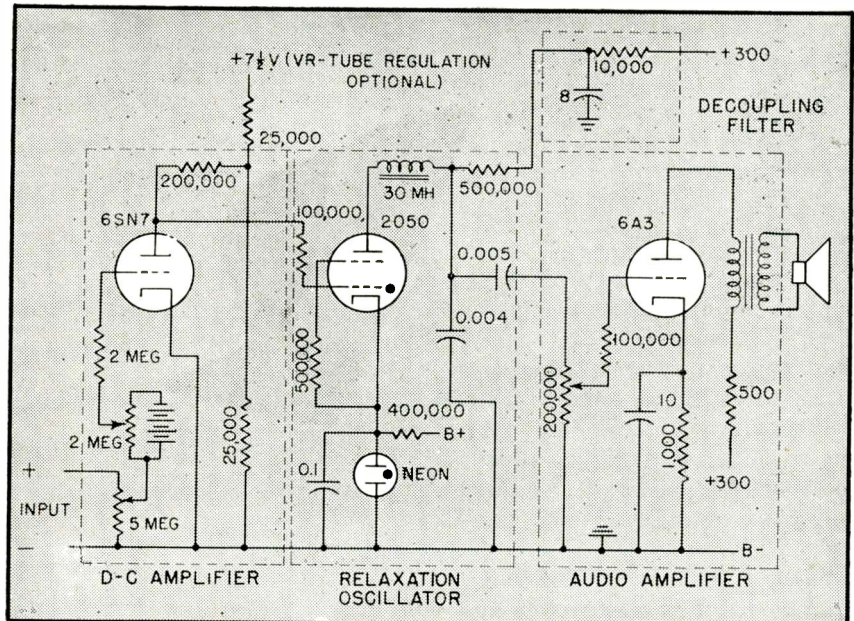 +7½V (VR-TUBE REGULATION
OPTIONAL)
10,000
+300
8
DECOUPLING
FILTER
25,000
200,000
30 MH
500,000
6SN7
100,000
2050
6A3
0.005
0.004
2 MEG
500,000
100,000
2 MEG
25,000
400,000
B+
200,000
10
1,000
500
+300
0.1
NEON
+
INPUT
5 MEG
−
B-
D-C AMPLIFIER
RELAXATION
OSCILLATOR
AUDIO AMPLIFIER